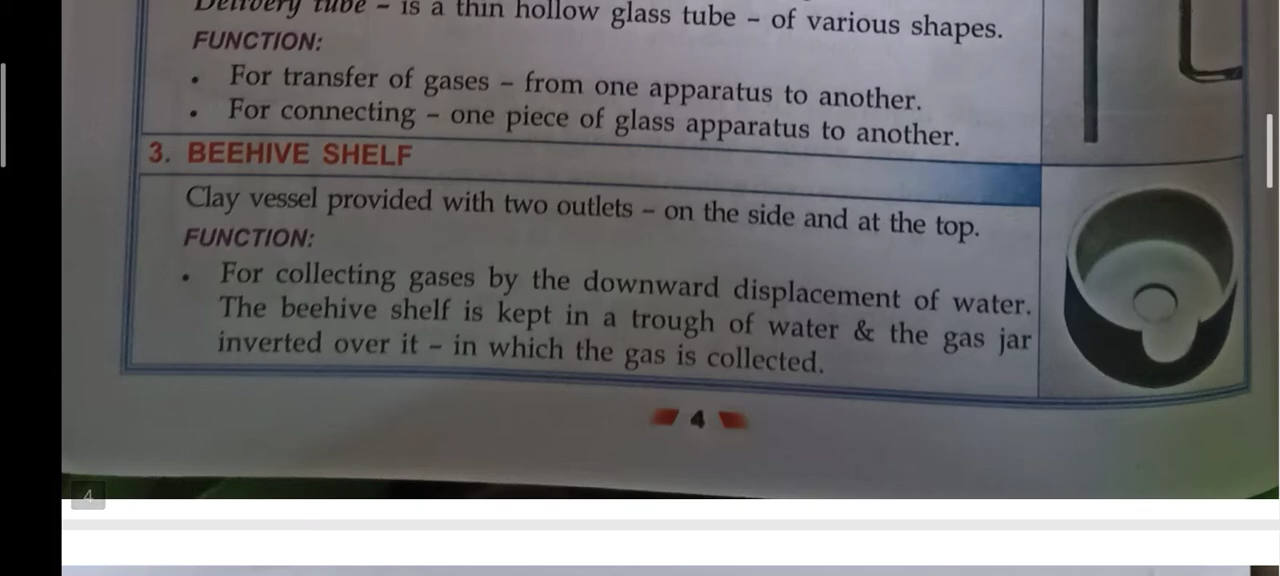 Delivery tube – is a thin hollow glass tube – of various shapes.
FUNCTION:
• For transfer of gases – from one apparatus to another.
• For connecting – one piece of glass apparatus to another.
3. BEEHIVE SHELF
Clay vessel provided with two outlets – on the side and at the top.
FUNCTION:
• For collecting gases by the downward displacement of water.
The beehive shelf is kept in a trough of water & the gas jar
inverted over it – in which the gas is collected.
4
4